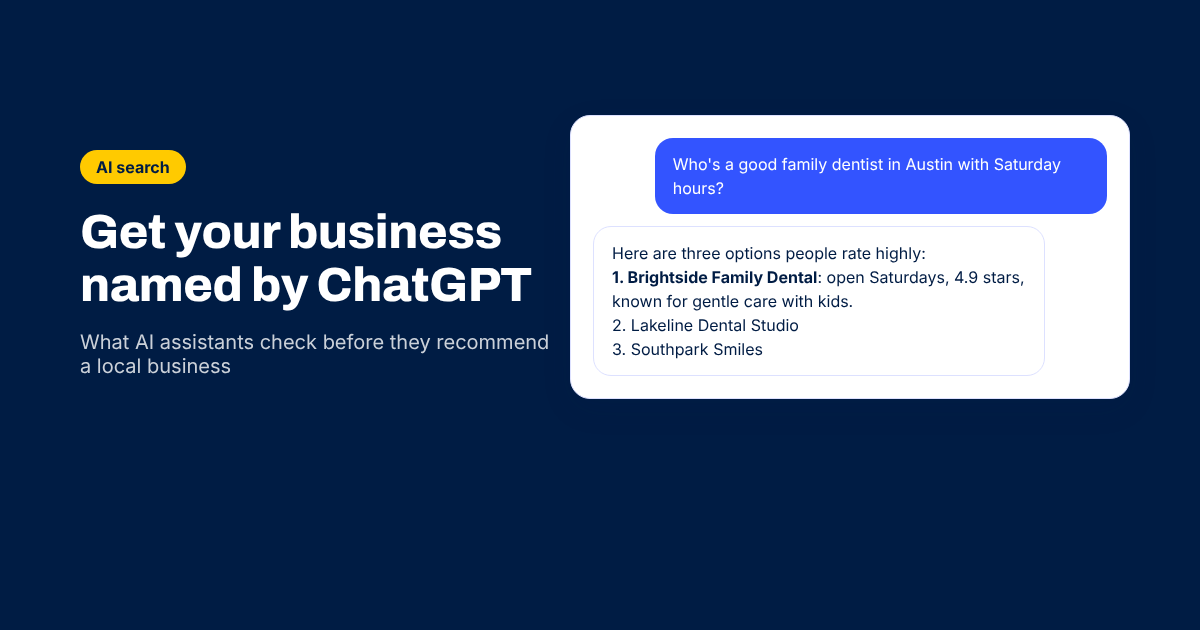 AI search
Get your business
named by ChatGPT
What AI assistants check before they recommend
a local business
Who's a good family dentist in Austin with Saturday
hours?
Here are three options people rate highly:
1. Brightside Family Dental: open Saturdays, 4.9 stars,
known for gentle care with kids.
2. Lakeline Dental Studio
3. Southpark Smiles